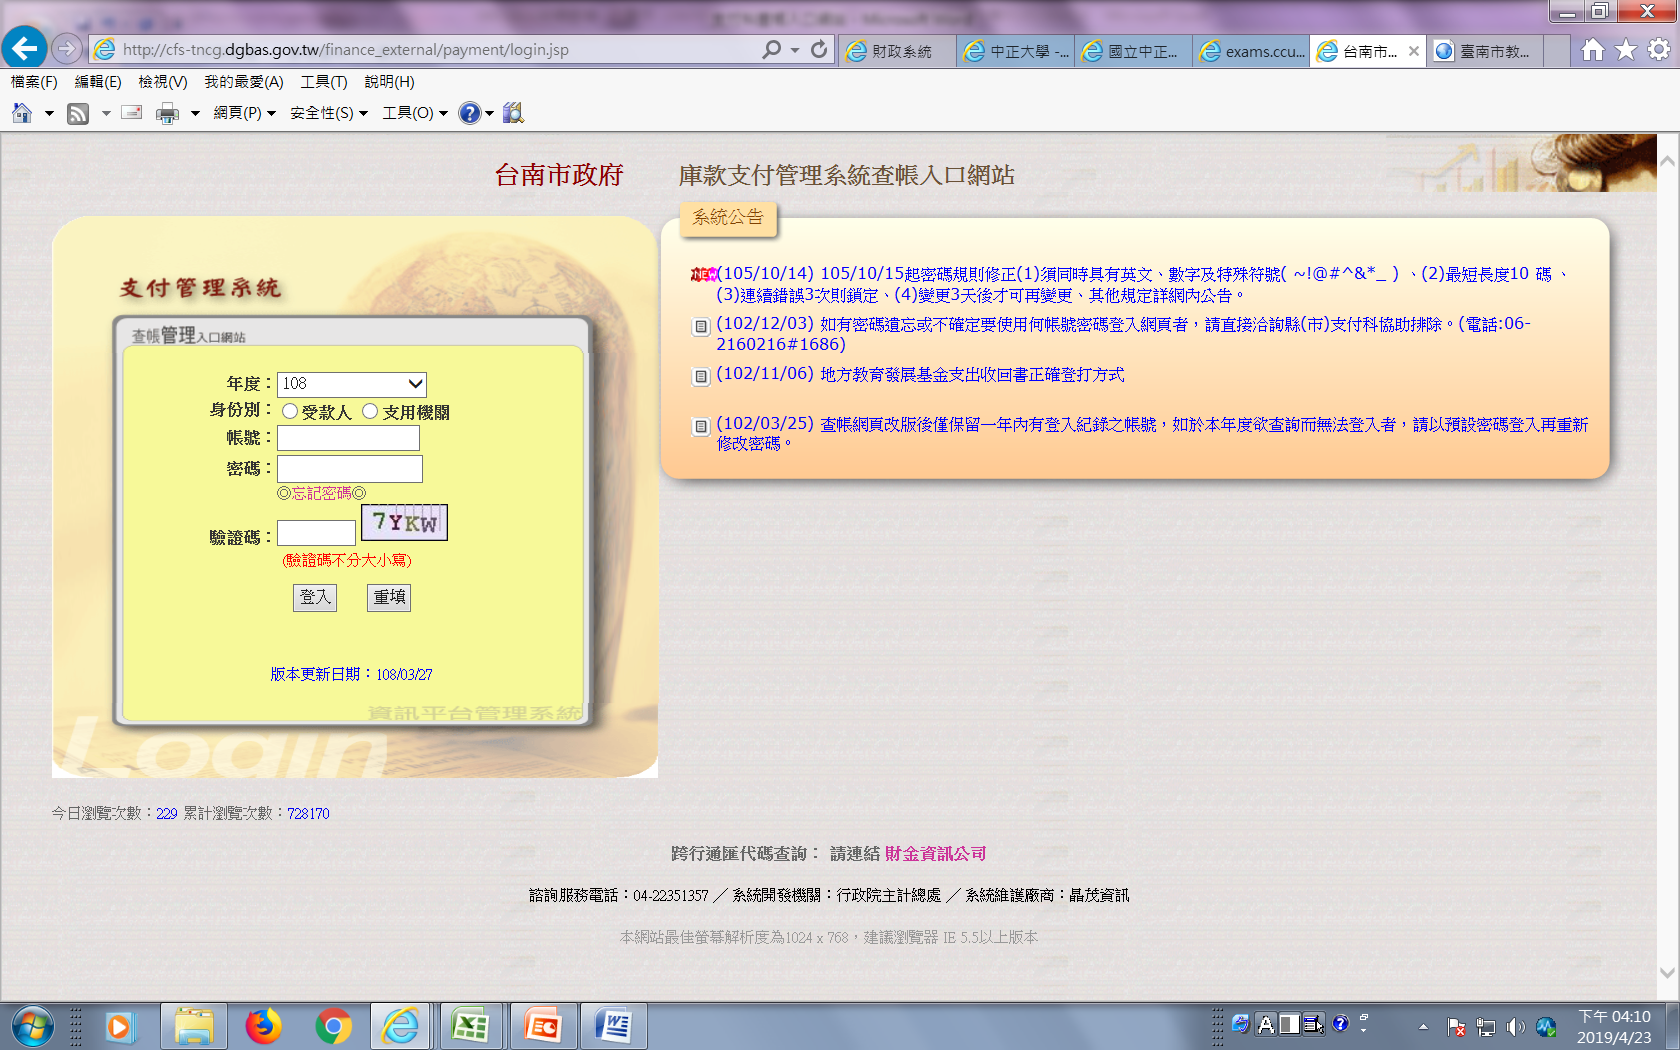 http://cfs-tncg.dgbas.gov.tw/finance_external/payment/login.jsp
財政系統
中正大學 -...
國立中正...
exams.ccu...
台南市...
臺南市教...
檔案(F) 編輯(E) 檢視(V) 我的最愛(A) 工具(T) 說明(H)
網頁(P) 安全性(S) 工具(O)
台南市政府 庫款支付管理系統查帳入口網站
系統公告
NEW (105/10/14) 105/10/15起密碼規則修正(1)須同時具有英文、數字及特殊符號( ~!@#^&*_ ) 、(2)最短長度10 碼 、
(3)連續錯誤3次則鎖定、(4)變更3天後才可再變更、其他規定詳網內公告。
(102/12/03) 如有密碼遺忘或不確定要使用何帳號密碼登入網頁者，請直接洽詢縣(市)支付科協助排除。(電話:06-
2160216#1686)
(102/11/06) 地方教育發展基金支出收回書正確登打方式
(102/03/25) 查帳網頁改版後僅保留一年內有登入紀錄之帳號，如於本年度欲查詢而無法登入者，請以預設密碼登入再重新
修改密碼。
支付管理系統
查帳管理入口網站
年度：108
身份別：受款人 支用機關
帳號：
密碼：
◎忘記密碼◎
驗證碼： 7YKW
(驗證碼不分大小寫)
登入 重填
版本更新日期：108/03/27
資訊平台管理系統
Login
今日瀏覽次數：229 累計瀏覽次數：728170
跨行通匯代碼查詢： 請連結 財金資訊公司
諮詢服務電話：04-22351357 ／ 系統開發機關：行政院主計總處 ／ 系統維護廠商：晶茂資訊
本網站最佳螢幕解析度為1024 x 768，建議瀏覽器 IE 5.5以上版本
下午 04:10
2019/4/23